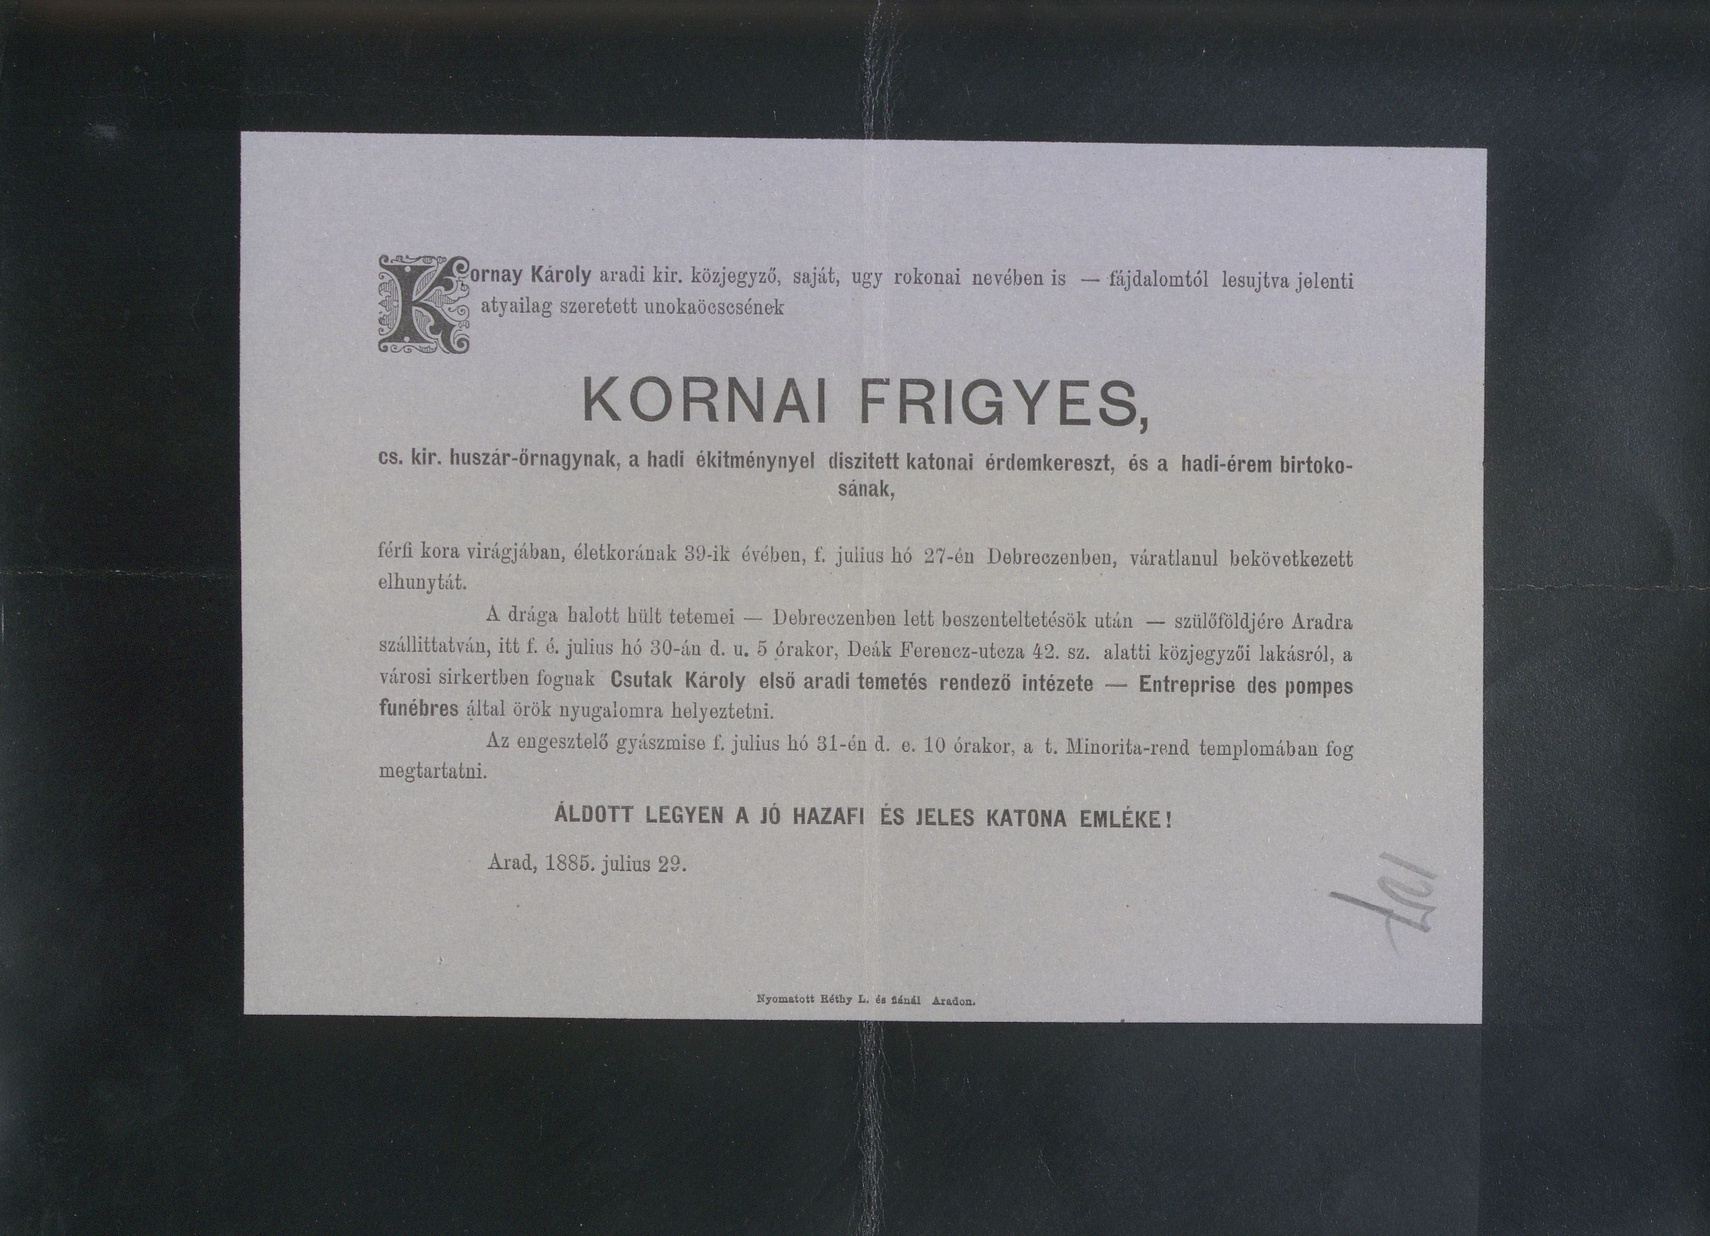 Kornay Károly aradi kir. közjegyző, saját, ugy rokonai nevében is — fájdalomtól lesujtva jelenti
atyailag szeretett unokaöcscsének
KORNAI FRIGYES,
cs. kir. huszár-őrnagynak, a hadi ékitménynyel diszitett katonai érdemkereszt, és a hadi-érem birtoko-
sának,
férfi kora virágjában, életkorának 39-ik évében, f. julius hó 27-én Debreczenben, váratlanul bekövetkezett
elhunytát.
A drága halott hült tetemei — Debreczenben lett beszenteltetésök után — szülőföldjére Aradra
szállittatván, itt f. é. julius hó 30-án d. u. 5 órakor, Deák Ferencz-utcza 42. sz. alatti közjegyzői lakásról, a
városi sirkertben fognak Csutak Károly első aradi temetés rendező intézete — Entreprise des pompes
funébres által örök nyugalomra helyeztetni.
Az engesztelő gyászmise f. julius hó 31-én d. e. 10 órakor, a t. Minorita-rend templomában fog
megtartatni.
ÁLDOTT LEGYEN A JÓ HAZAFI ÉS JELES KATONA EMLÉKE!
Arad, 1885. julius 29.
Nyomatott Réthy L. és fiánál Aradon.